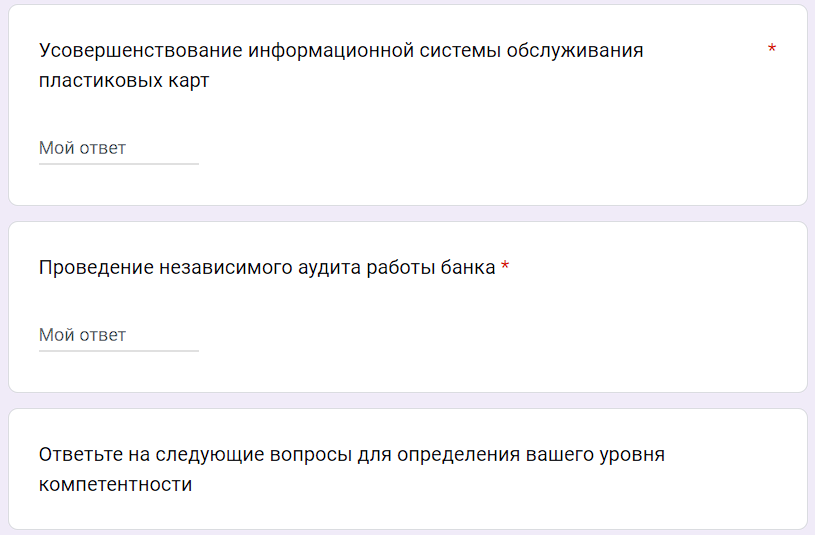 Усовершенствование информационной системы обслуживания *
пластиковых карт
Мой ответ
Проведение независимого аудита работы банка *
Мой ответ
Ответьте на следующие вопросы для определения вашего уровня
компетентности